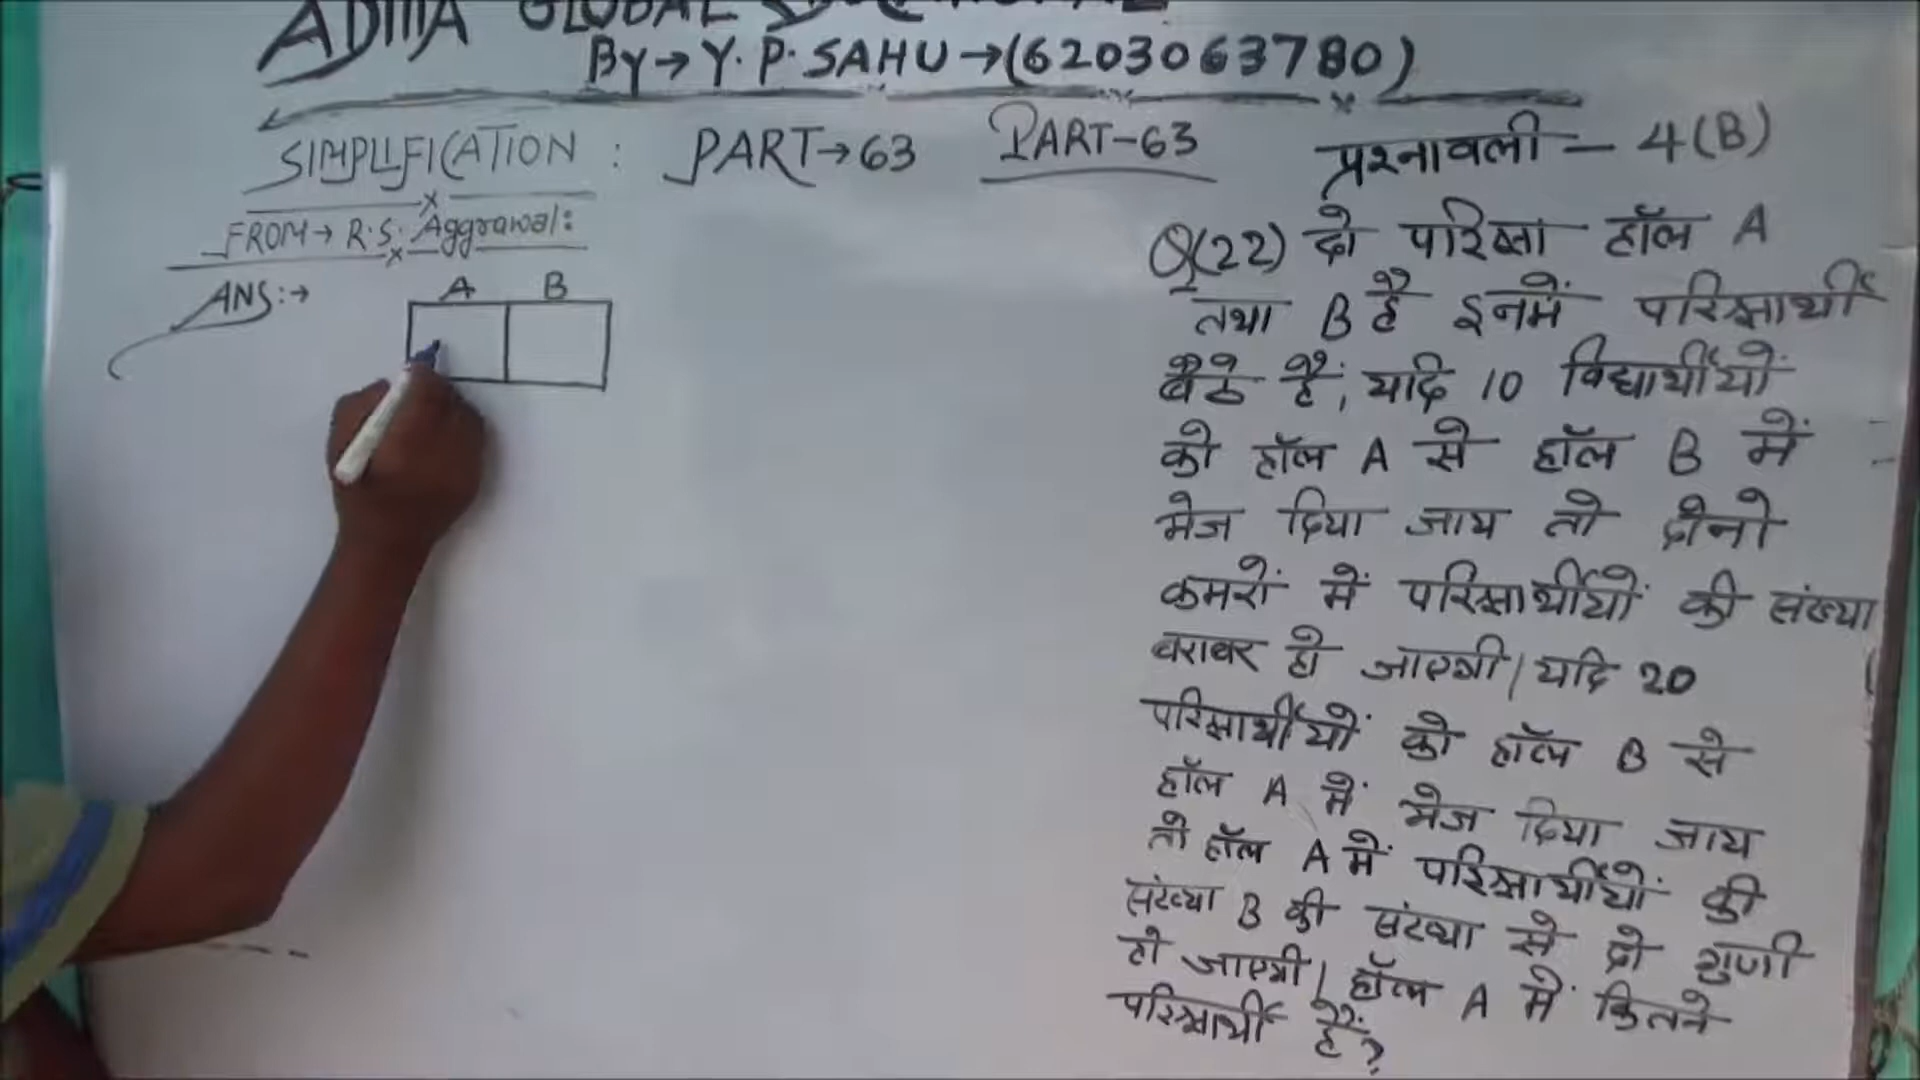 ADITYA GLOBAL
BY→Y.P.SAHU→(6203063780)
SIMPLIFICATION : PART→63 PART-63
FROM→ R.S. Aggrawal:
ANS:→
A B
प्रश्नावली - 4(B)
Q(22) दो परिक्षा हॉल A
तथा B है इनमें परिक्षार्थी
बैठे हैं, यदि 10 विद्यार्थीयों
को हॉल A से हॉल B में
भेज दिया जाय तो दोनो
कमरों में परिक्षार्थीयों की संख्या
बराबर हो जाएगी/यदि 20
परिक्षार्थीयों को हॉल B से
हॉल A में भेज दिया जाय
तो हॉल A में परिक्षार्थीयों की
संख्या B की संख्या से दो गुणी
हो जाएगी/ हॉल A में कितने
परिक्षार्थी हैं?